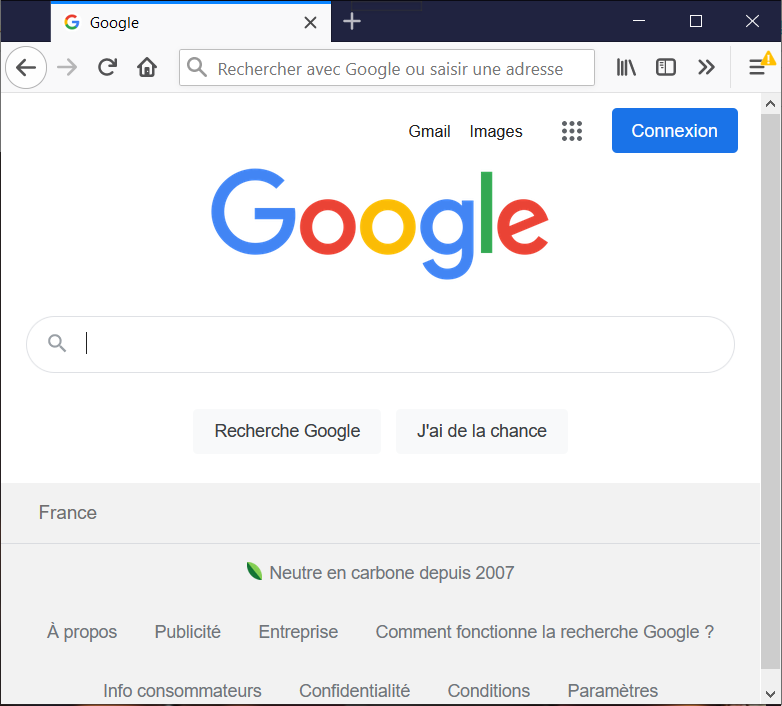 Google
Rechercher avec Google ou saisir une adresse
Gmail Images Connexion
Google
Recherche Google J'ai de la chance
France
Neutre en carbone depuis 2007
À propos Publicité Entreprise Comment fonctionne la recherche Google ?
Info consommateurs Confidentialité Conditions Paramètres